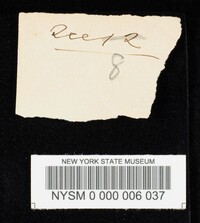 8
NEW YORK STATE MUSEUM
NYSM 0 000 006 037